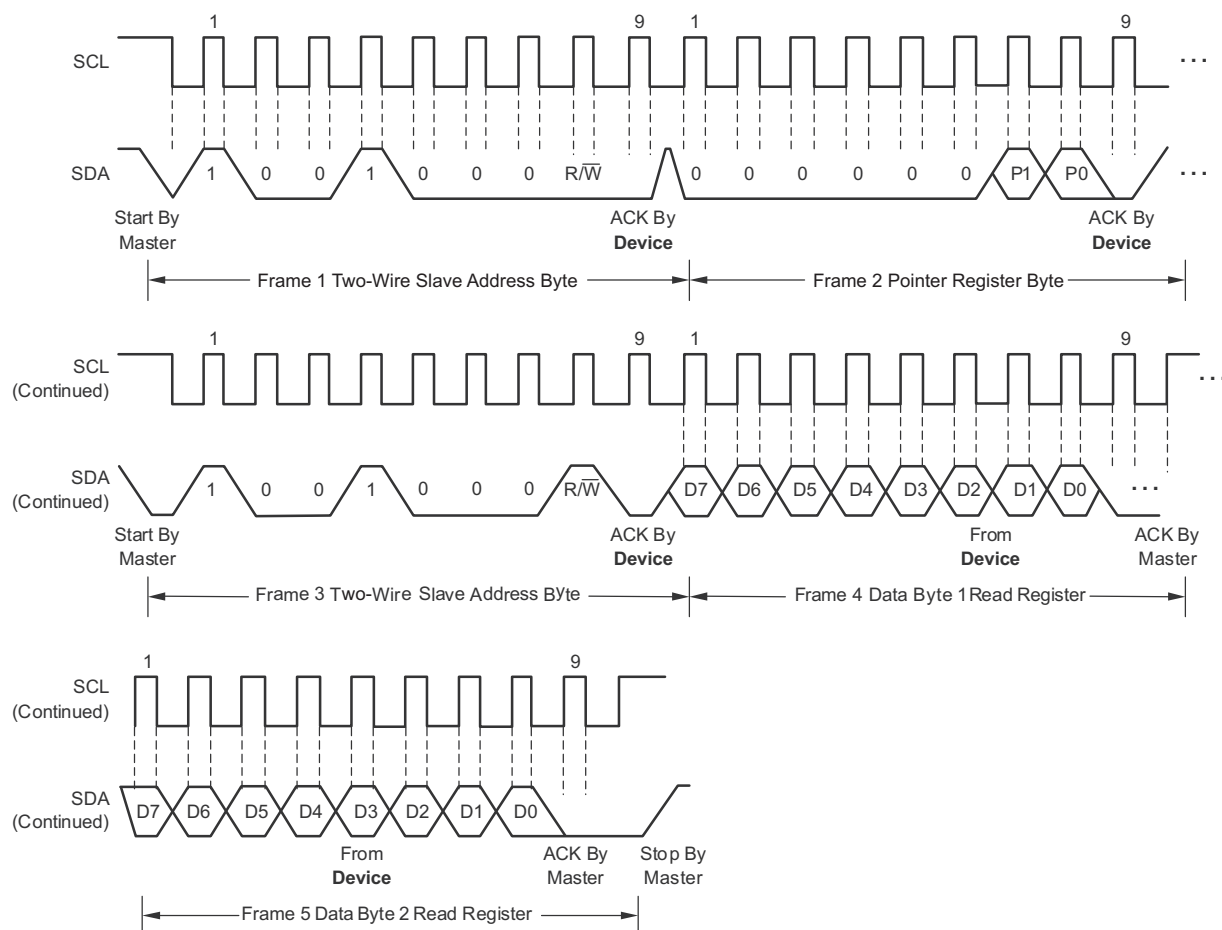 1 9 1 9
SCL ...
SDA 1 0 0 1 0 0 0 R/W̅ 0 0 0 0 0 0 P1 P0 ...
Start By Master
ACK By Device
ACK By Device
Frame 1 Two-Wire Slave Address Byte
Frame 2 Pointer Register Byte
1 9 1 9
SCL (Continued) ...
SDA (Continued) 1 0 0 1 0 0 0 R/W̅ D7 D6 D5 D4 D3 D2 D1 D0 ...
Start By Master
ACK By Device
From Device
ACK By Master
Frame 3 Two-Wire Slave Address Byte
Frame 4 Data Byte 1 Read Register
1 9
SCL (Continued)
SDA (Continued) D7 D6 D5 D4 D3 D2 D1 D0
From Device
ACK By Master
Stop By Master
Frame 5 Data Byte 2 Read Register